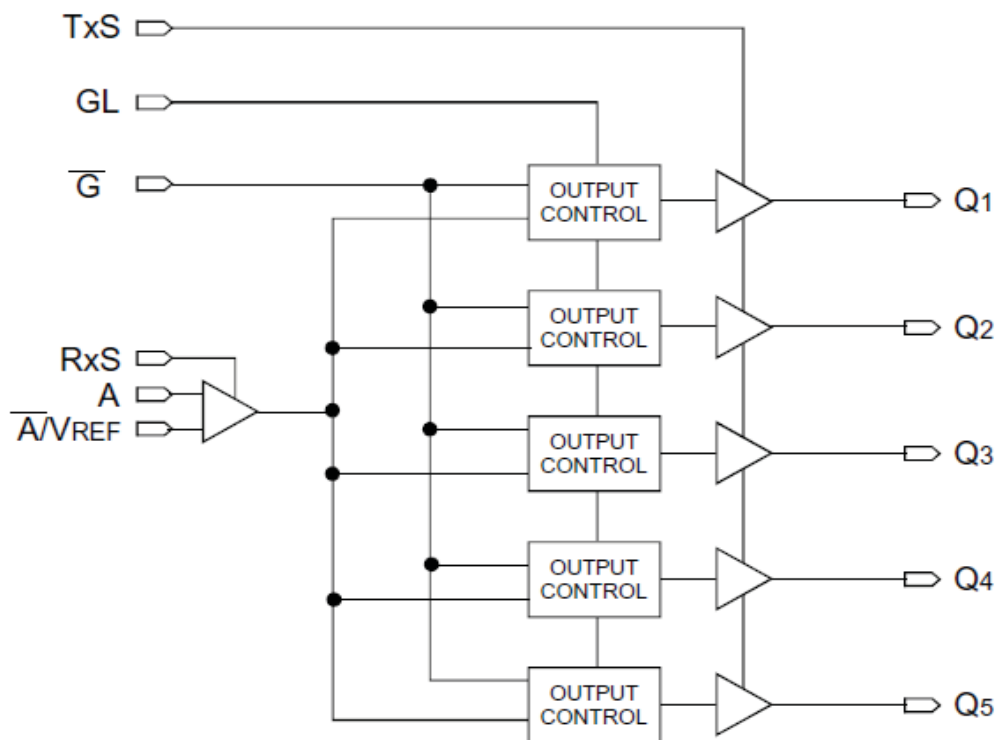 TxS
GL
G̅
OUTPUT
CONTROL
Q1
OUTPUT
CONTROL
Q2
RxS
A
A̅/VREF
OUTPUT
CONTROL
Q3
OUTPUT
CONTROL
Q4
OUTPUT
CONTROL
Q5